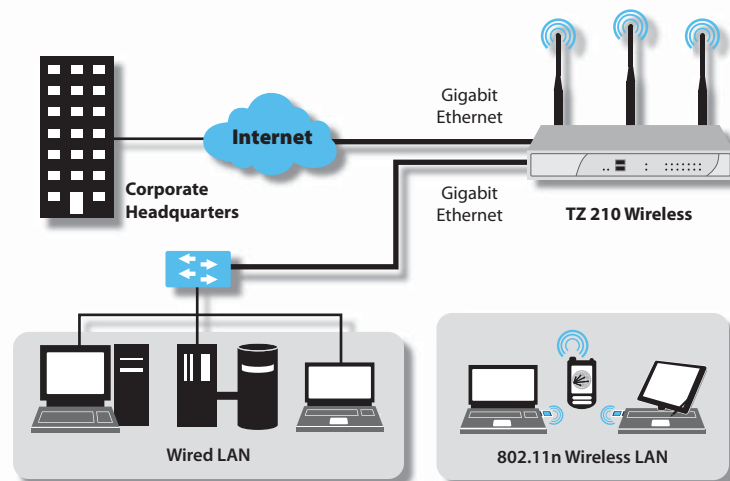 Gigabit
Ethernet
Internet
Corporate
Headquarters
Gigabit
Ethernet
TZ 210 Wireless
Wired LAN
802.11n Wireless LAN